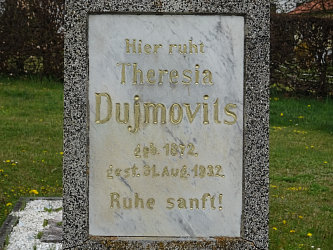 Hier ruht
Theresia
Dujmovits
geb. 1872.
gest. 31. Aug. 1932.
Ruhe sanft!